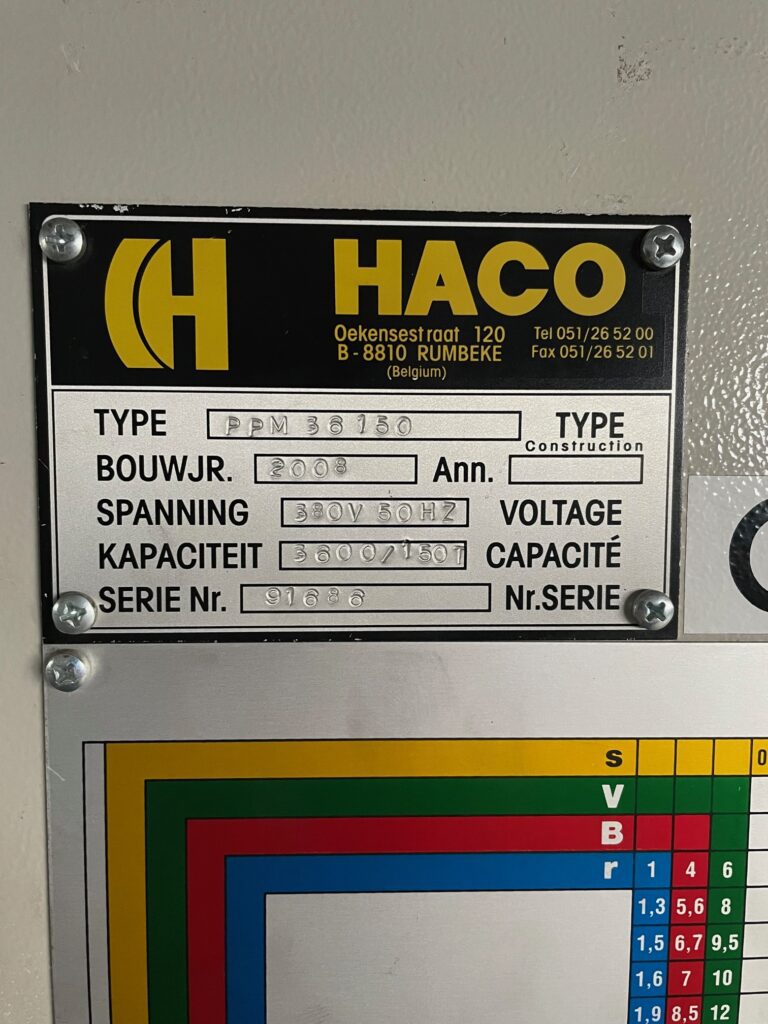 H HACO
Oekensestraat 120 Tel 051/26 52 00
B - 8810 RUMBEKE Fax 051/26 52 01
(Belgium)
TYPE PPM 36150 TYPE
Construction
BOUWJR. 2008 Ann.
SPANNING 380V 50HZ VOLTAGE
KAPACITEIT 3600/150T CAPACITÉ
SERIE Nr. 91686 Nr.SERIE
s 0
V
B
r 1 4 6
1,3 5,6 8
1,5 6,7 9,5
1,6 7 10
1,9 8,5 12